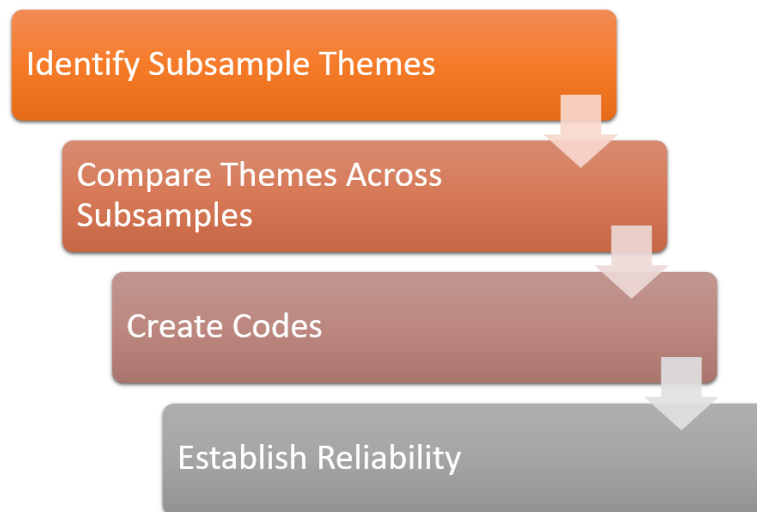 Identify Subsample Themes
Compare Themes Across
Subsamples
Create Codes
Establish Reliability